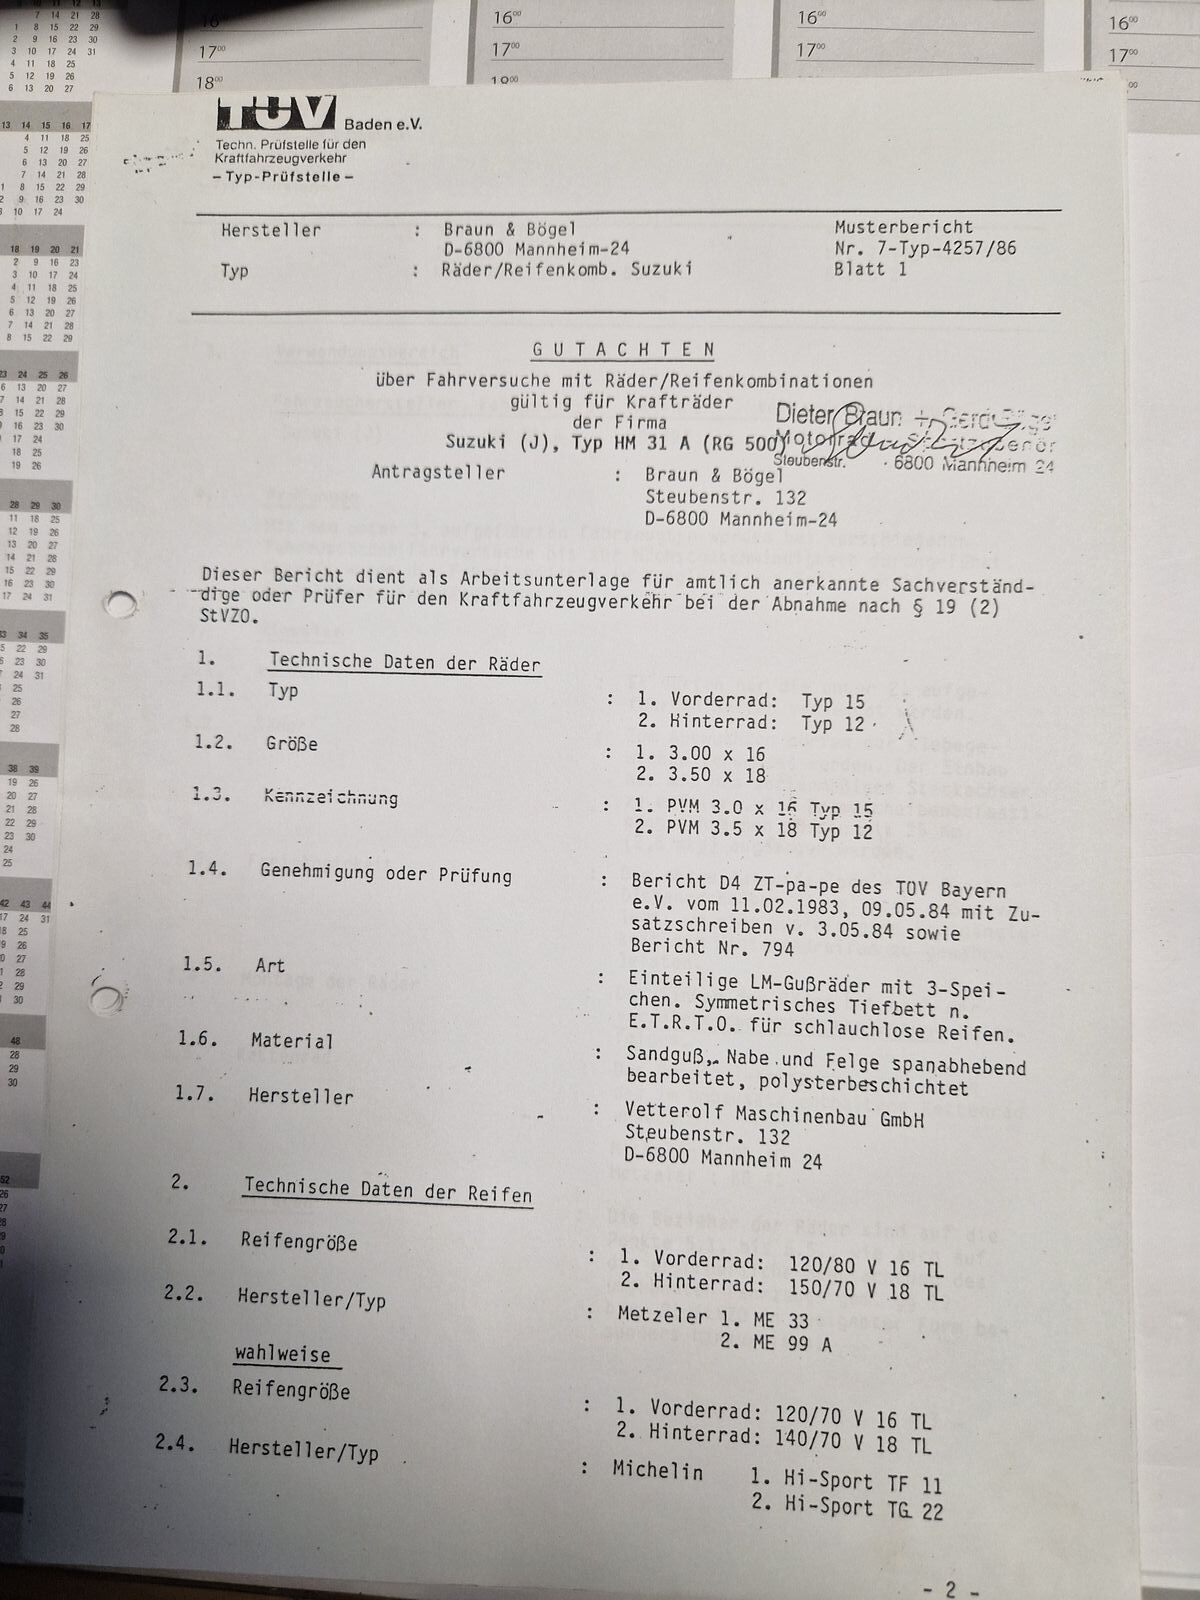 TÜV Baden e.V.
Techn. Prüfstelle für den
Kraftfahrzeugverkehr
– Typ-Prüfstelle –
Hersteller : Braun & Bögel Musterbericht
D-6800 Mannheim-24 Nr. 7-Typ-4257/86
Typ : Räder/Reifenkomb. Suzuki Blatt 1
GUTACHTEN
über Fahrversuche mit Räder/Reifenkombinationen
gültig für Krafträder
der Firma
Suzuki (J), Typ HM 31 A (RG 500)
Dieter Braun +
Steubenstr. 6800 Mannheim 24
Antragsteller : Braun & Bögel
Steubenstr. 132
D-6800 Mannheim-24
Dieser Bericht dient als Arbeitsunterlage für amtlich anerkannte Sachverstän-
dige oder Prüfer für den Kraftfahrzeugverkehr bei der Abnahme nach § 19 (2)
StVZO.
1. Technische Daten der Räder
1.1. Typ : 1. Vorderrad: Typ 15
2. Hinterrad: Typ 12
1.2. Größe : 1. 3.00 x 16
2. 3.50 x 18
1.3. Kennzeichnung : 1. PVM 3.0 x 16 Typ 15
2. PVM 3.5 x 18 Typ 12
1.4. Genehmigung oder Prüfung : Bericht D4 ZT-pa-pe des TÜV Bayern
e.V. vom 11.02.1983, 09.05.84 mit Zu-
satzschreiben v. 3.05.84 sowie
Bericht Nr. 794
1.5. Art : Einteilige LM-Gußräder mit 3-Spei-
chen. Symmetrisches Tiefbett n.
E.T.R.T.O. für schlauchlose Reifen.
1.6. Material : Sandguß, Nabe und Felge spanabhebend
bearbeitet, polysterbeschichtet
1.7. Hersteller : Vetterolf Maschinenbau GmbH
Steubenstr. 132
D-6800 Mannheim 24
2. Technische Daten der Reifen
2.1. Reifengröße : 1. Vorderrad: 120/80 V 16 TL
2. Hinterrad: 150/70 V 18 TL
2.2. Hersteller/Typ : Metzeler 1. ME 33
2. ME 99 A
wahlweise
2.3. Reifengröße : 1. Vorderrad: 120/70 V 16 TL
2. Hinterrad: 140/70 V 18 TL
2.4. Hersteller/Typ : Michelin 1. Hi-Sport TF 11
2. Hi-Sport TG 22
- 2 -